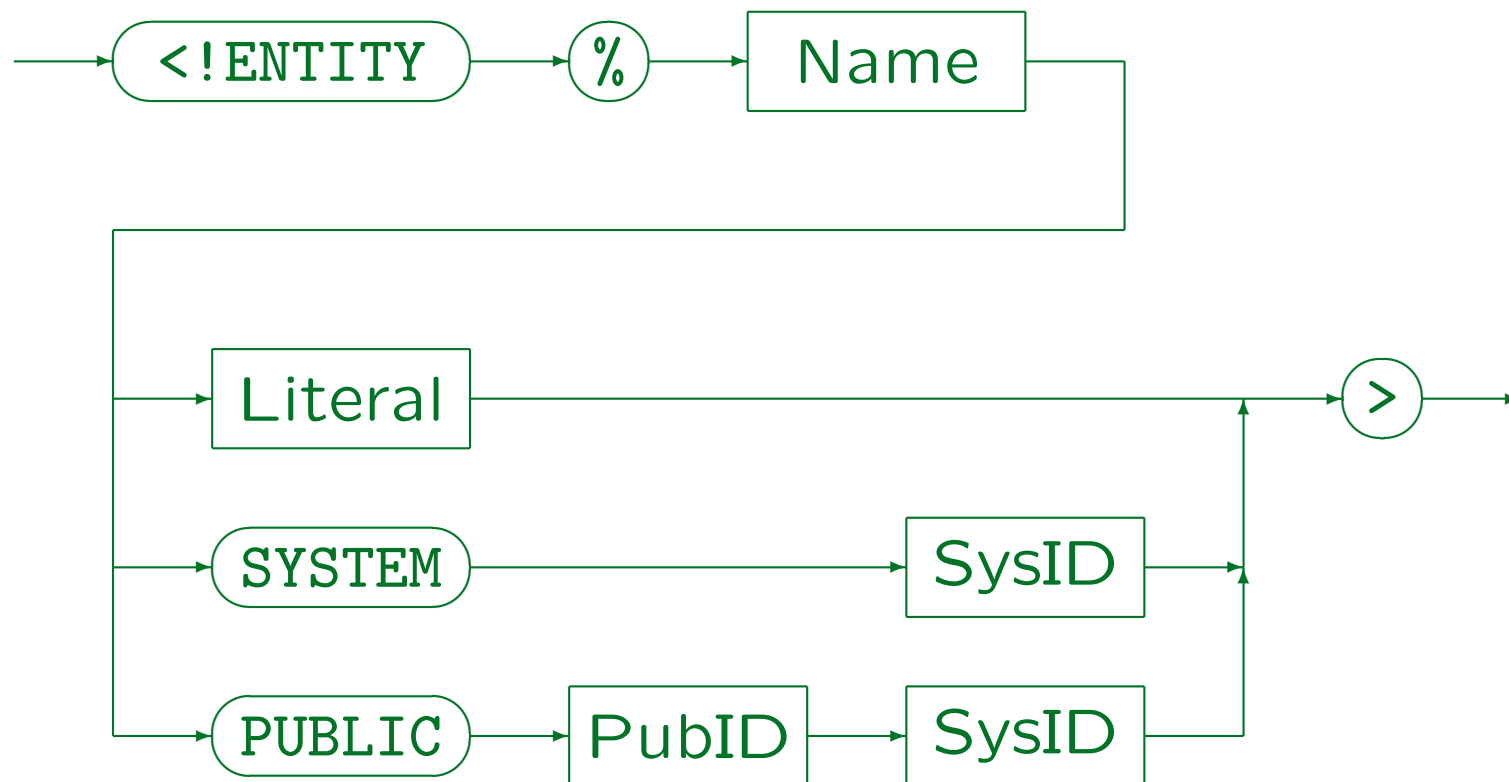 <!ENTITY % Name
Literal >
SYSTEM SysID
PUBLIC PubID SysID